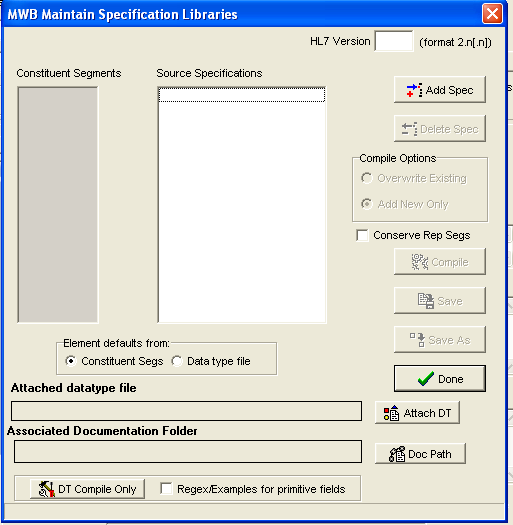 MWB Maintain Specification Libraries
HL7 Version (format 2.n[.n])
Constituent Segments
Source Specifications
Add Spec
Delete Spec
Compile Options
Overwrite Existing
Add New Only
Conserve Rep Segs
Compile
Save
Save As
Element defaults from:
Constituent Segs Data type file
Done
Attached datatype file
Attach DT
Associated Documentation Folder
Doc Path
DT Compile Only
Regex/Examples for primitive fields